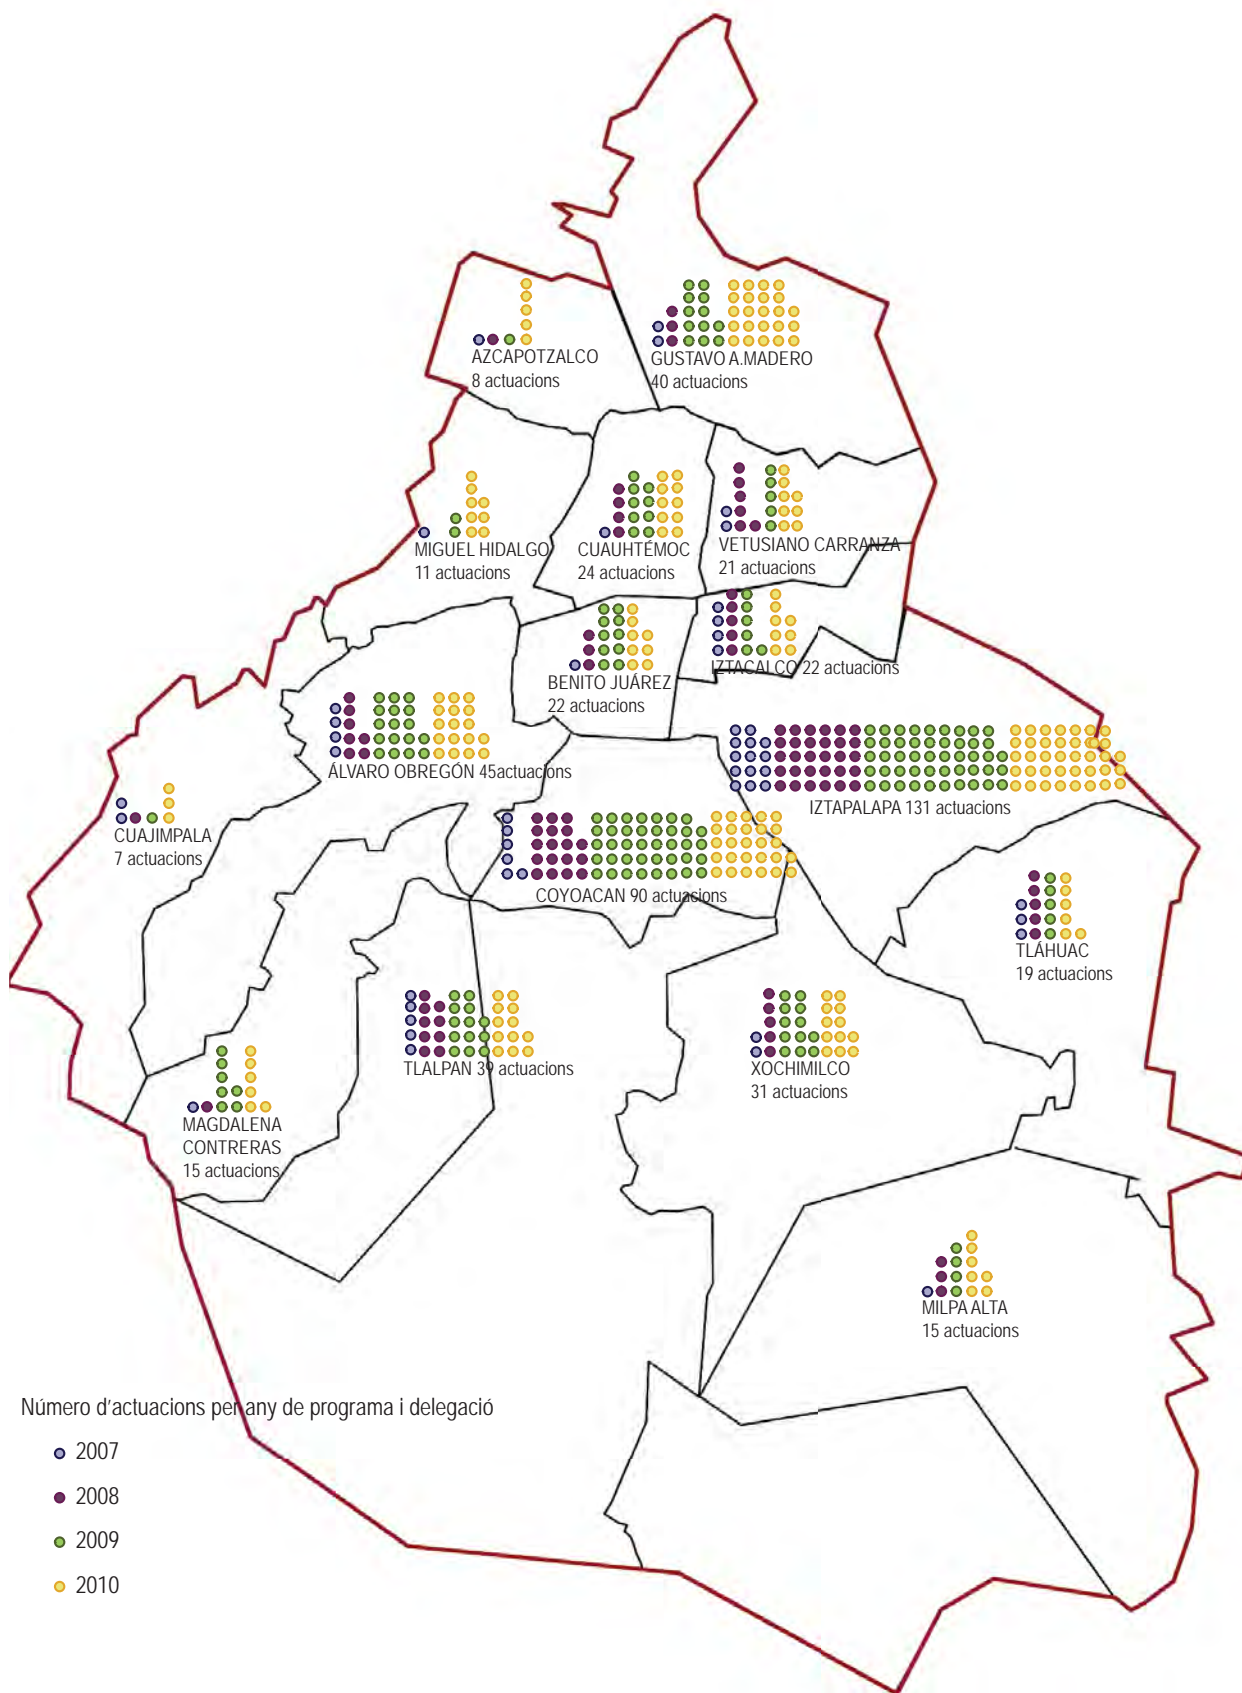 AZCAPOTZALCO
8 actuacions
GUSTAVO A.MADERO
40 actuacions
MIGUEL HIDALGO
11 actuacions
CUAUHTÉMOC
24 actuacions
VETUSIANO CARRANZA
21 actuacions
BENITO JUÁREZ
22 actuacions
IZTACALCO 22 actuacions
ÁLVARO OBREGÓN 45actuacions
IZTAPALAPA 131 actuacions
CUAJIMPALA
7 actuacions
COYOACAN 90 actuacions
TLÁHUAC
19 actuacions
TLALPAN 39 actuacions
XOCHIMILCO
31 actuacions
MAGDALENA
CONTRERAS
15 actuacions
MILPA ALTA
15 actuacions
Número d'actuacions per any de programa i delegació
2007
2008
2009
2010